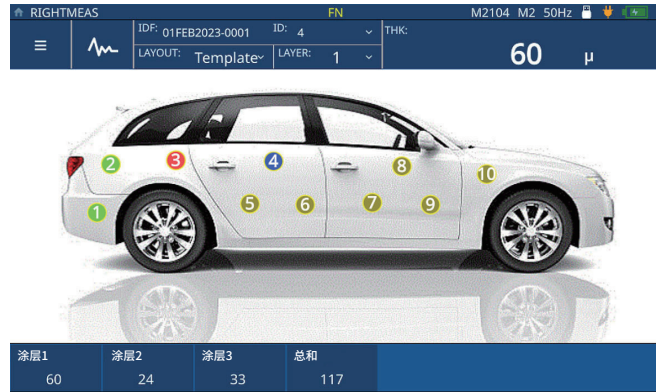 RIGHTMEAS FN M2104 M2 50Hz
IDF: 01FEB2023-0001 ID: 4 THK:
LAYOUT: Template LAYER: 1 60 μ
2 3 4 8 10
1 5 6 7 9
涂层1 涂层2 涂层3 总和
60 24 33 117